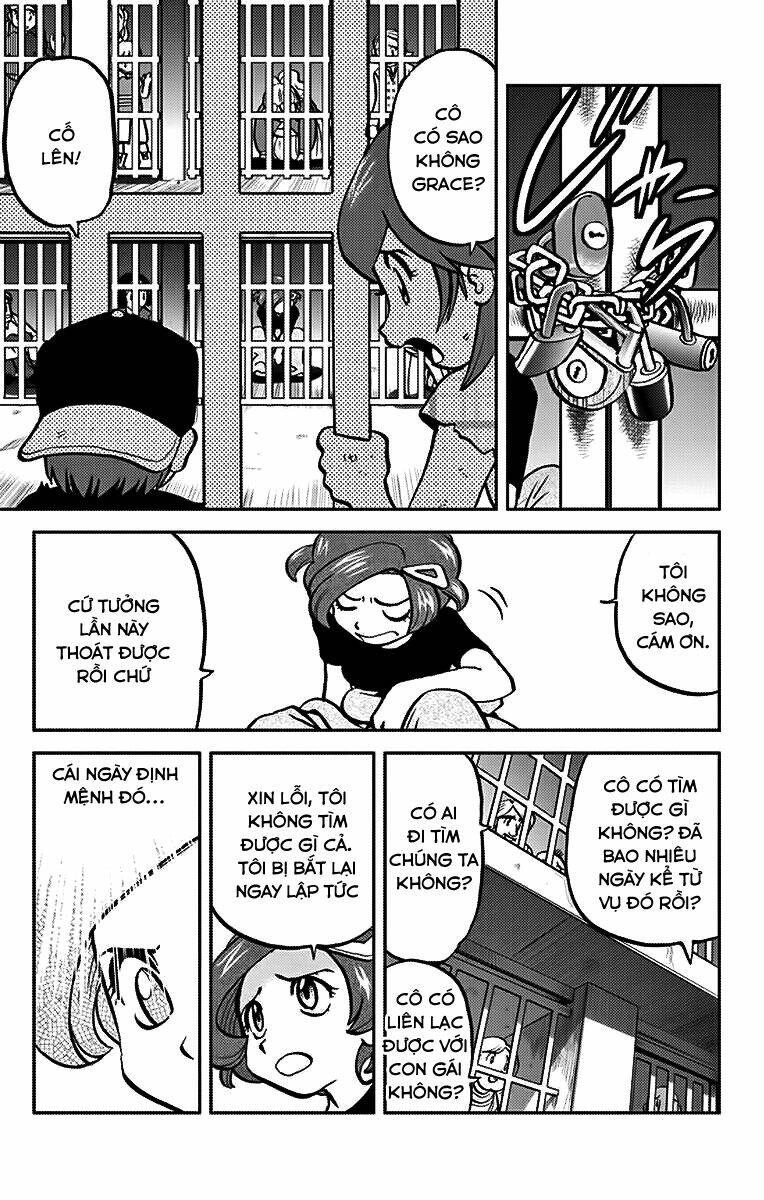 CÔ
CÓ SAO
KHÔNG
GRACE?
CỐ
LÊN!
TÔI
KHÔNG
SAO,
CÁM ƠN.
CỨ TƯỞNG
LẦN NÀY
THOÁT ĐƯỢC
RỒI CHỨ
CÔ CÓ TÌM
ĐƯỢC GÌ
KHÔNG? ĐÃ
BAO NHIÊU
NGÀY KỂ TỪ
VỤ ĐÓ RỒI?
CÓ AI
ĐI TÌM
CHÚNG TA
KHÔNG?
CÔ CÓ
LIÊN LẠC
ĐƯỢC VỚI
CON GÁI
KHÔNG?
XIN LỖI, TÔI
KHÔNG TÌM
ĐƯỢC GÌ CẢ.
TÔI BỊ BẮT LẠI
NGAY LẬP TỨC
CÁI NGÀY ĐỊNH
MỆNH ĐÓ...